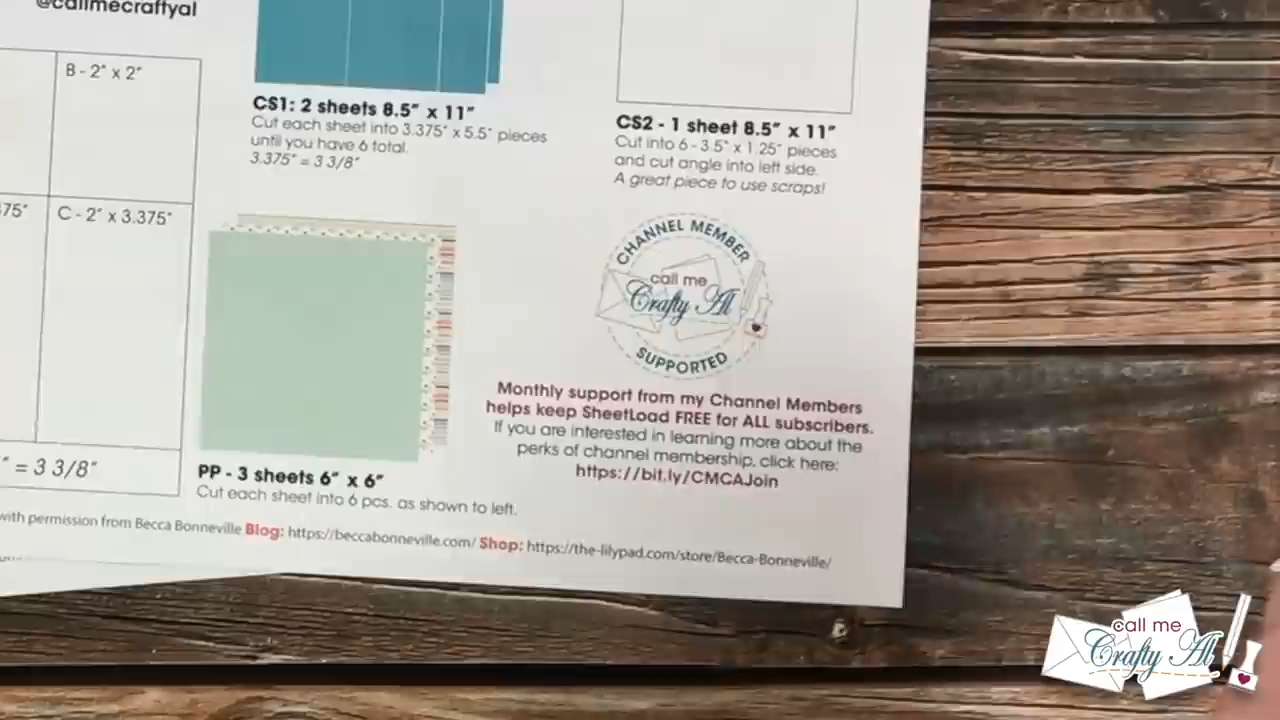 @callmecraftyal
B - 2" x 2"
75"
C - 2" x 3.375"
" = 3 3/8"
CS1: 2 sheets 8.5" x 11"
Cut each sheet into 3.375" x 5.5" pieces
until you have 6 total.
3.375" = 3 3/8"
CS2 - 1 sheet 8.5" x 11"
Cut into 6 - 3.5" x 1.25" pieces
and cut angle into left side.
A great piece to use scraps!
CHANNEL MEMBER
call me
Crafty Al
SUPPORTED
Monthly support from my Channel Members
helps keep SheetLoad FREE for ALL subscribers.
If you are interested in learning more about the
perks of channel membership, click here:
https://bit.ly/CMCAJoin
PP - 3 sheets 6" x 6"
Cut each sheet into 6 pcs. as shown to left.
with permission from Becca Bonneville Blog: https://beccabonneville.com/ Shop: https://the-lilypad.com/store/Becca-Bonneville/
call me
Crafty Al